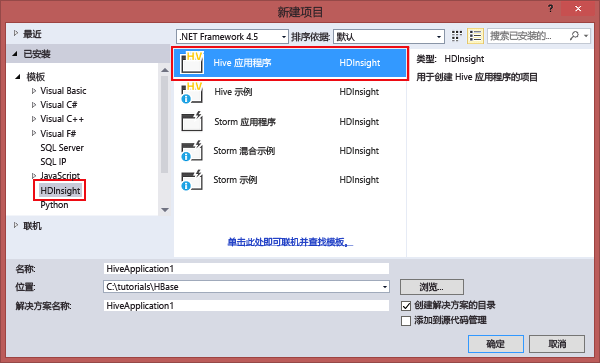 新建项目
最近
.NET Framework 4.5 排序依据: 默认 搜索已安装的...
已安装
模板
Visual Basic
Visual C#
Visual C++
Visual F#
SQL Server
SQL IP
JavaScript
HDInsight
Python
联机
HV Hive 应用程序 HDInsight
HV Hive 示例 HDInsight
Storm 应用程序 HDInsight
Storm 混合示例 HDInsight
Storm 示例 HDInsight
单击此处即可联机并查找模板。
类型: HDInsight
用于创建 Hive 应用程序的项目
名称: HiveApplication1
位置: C:\tutorials\HBase 浏览...
解决方案名称: HiveApplication1
创建解决方案的目录
添加到源代码管理
确定 取消